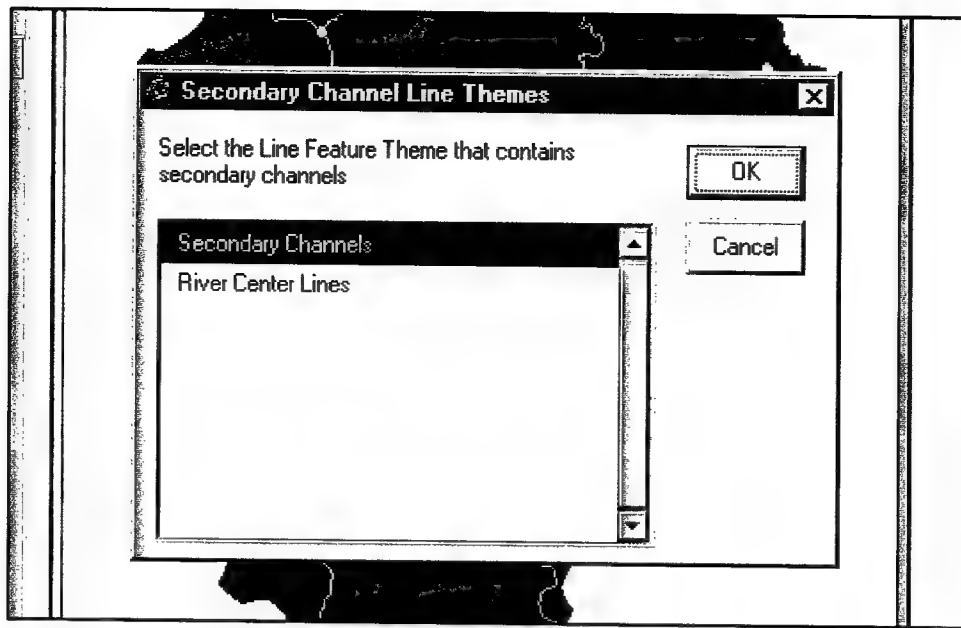 Secondary Channel Line Themes
Select the Line Feature Theme that contains
secondary channels
OK
Cancel
Secondary Channels
River Center Lines